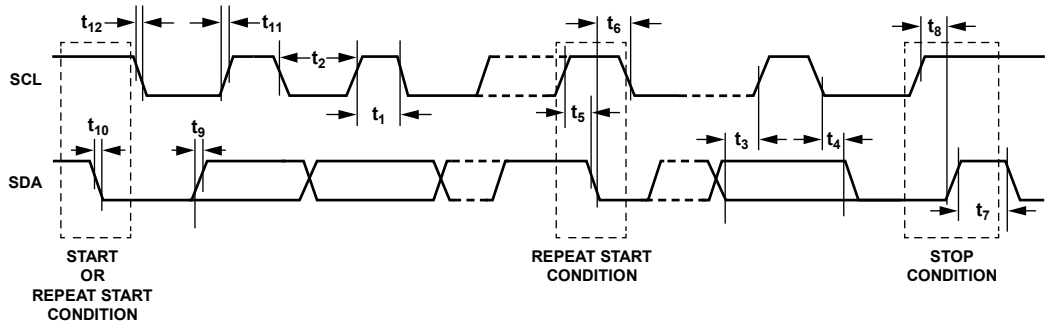 t12
t11
t2
t6
t8
SCL
t1
t5
t10
t9
t3
t4
SDA
t7
START
OR
REPEAT START
CONDITION
REPEAT START
CONDITION
STOP
CONDITION